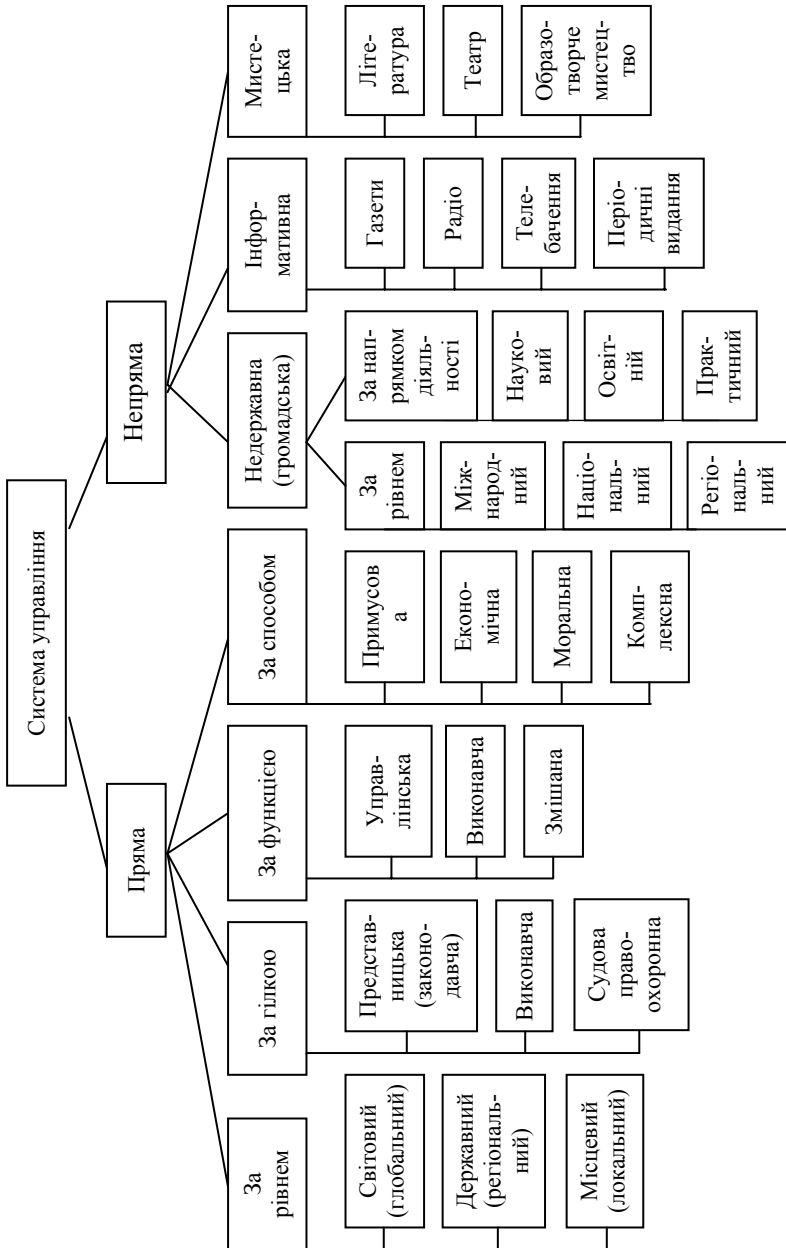 Система управління
Пряма
Непряма
За
рівнем
За гілкою
За функцією
За способом
Недержавна
(громадська)
Інфор-
мативна
Мисте-
цька
Світовий
(глобальний)
Державний
(регіональ-
ний)
Місцевий
(локальний)
Представ-
ницька
(законо-
давча)
Виконавча
Судова
право-
охоронна
Управ-
лінська
Виконавча
Змішана
Примусов
а
Еконо-
мічна
Моральна
Комп-
лексна
За
рівнем
Між-
народ-
ний
Націо-
наль-
ний
Регіо-
наль-
ний
За нап-
рямком
діяль-
ності
Науко-
вий
Освіт-
ній
Прак-
тичний
Газети
Радіо
Теле-
бачення
Періо-
дичні
видання
Літе-
ратура
Театр
Образо-
творче
мистец-
тво